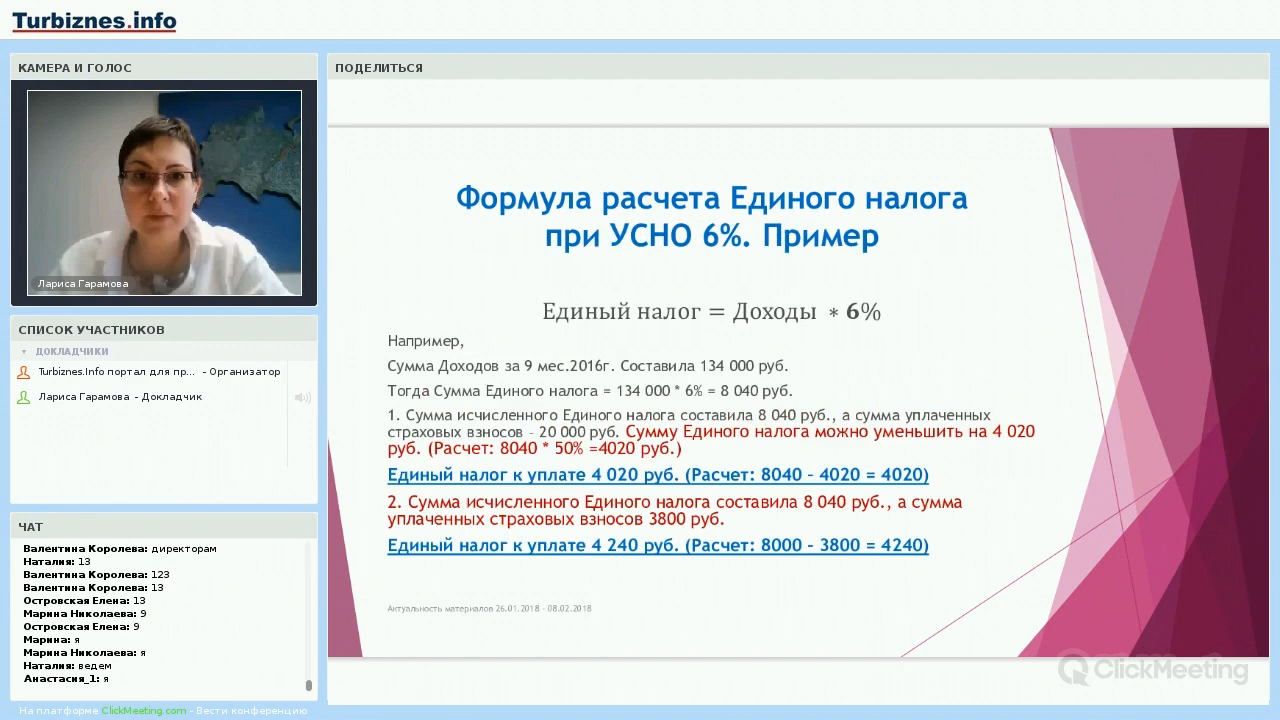 Turbiznes.info
КАМЕРА И ГОЛОС
Лариса Гарамова
СПИСОК УЧАСТНИКОВ
ДОКЛАДЧИКИ
Turbiznes.Info портал для пр... - Организатор
Лариса Гарамова - Докладчик
ЧАТ
Валентина Королева: директорам
Наталия: 13
Валентина Королева: 123
Валентина Королева: 13
Островская Елена: 13
Марина Николаева: 9
Островская Елена: 9
Марина: я
Марина Николаева: я
Наталия: ведем
Анастасия_1: я
На платформе ClickMeeting.com - Вести конференцию
ПОДЕЛИТЬСЯ
Формула расчета Единого налога
при УСНО 6%. Пример
Единый налог = Доходы * 6%
Например,
Сумма Доходов за 9 мес.2016г. Составила 134 000 руб.
Тогда Сумма Единого налога = 134 000 * 6% = 8 040 руб.
1. Сумма исчисленного Единого налога составила 8 040 руб., а сумма уплаченных
страховых взносов - 20 000 руб. Сумму Единого налога можно уменьшить на 4 020
руб. (Расчет: 8040 * 50% =4020 руб.)
Единый налог к уплате 4 020 руб. (Расчет: 8040 – 4020 = 4020)
2. Сумма исчисленного Единого налога составила 8 040 руб., а сумма
уплаченных страховых взносов 3800 руб.
Единый налог к уплате 4 240 руб. (Расчет: 8000 – 3800 = 4240)
Актуальность материалов 26.01.2018 - 08.02.2018
ClickMeeting